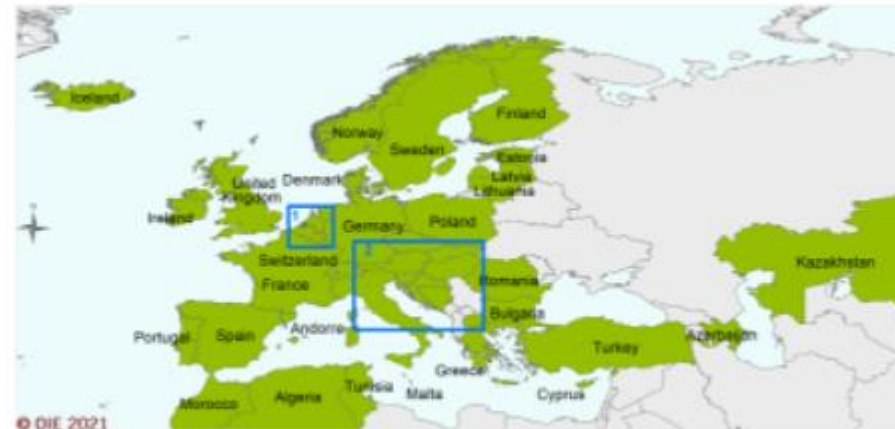 Iceland
Finland
Norway
Sweden
Estonia
Latvia
Lithuania
Denmark
United
Kingdom
Ireland
1
Germany
Poland
2
Switzerland
Kazakhstan
France
Romania
Bulgaria
Andorre
Portugal
Spain
Azerbaijan
Turkey
Greece
Tunisia
Malta
Cyprus
Algeria
Morocco
© DIE 2021